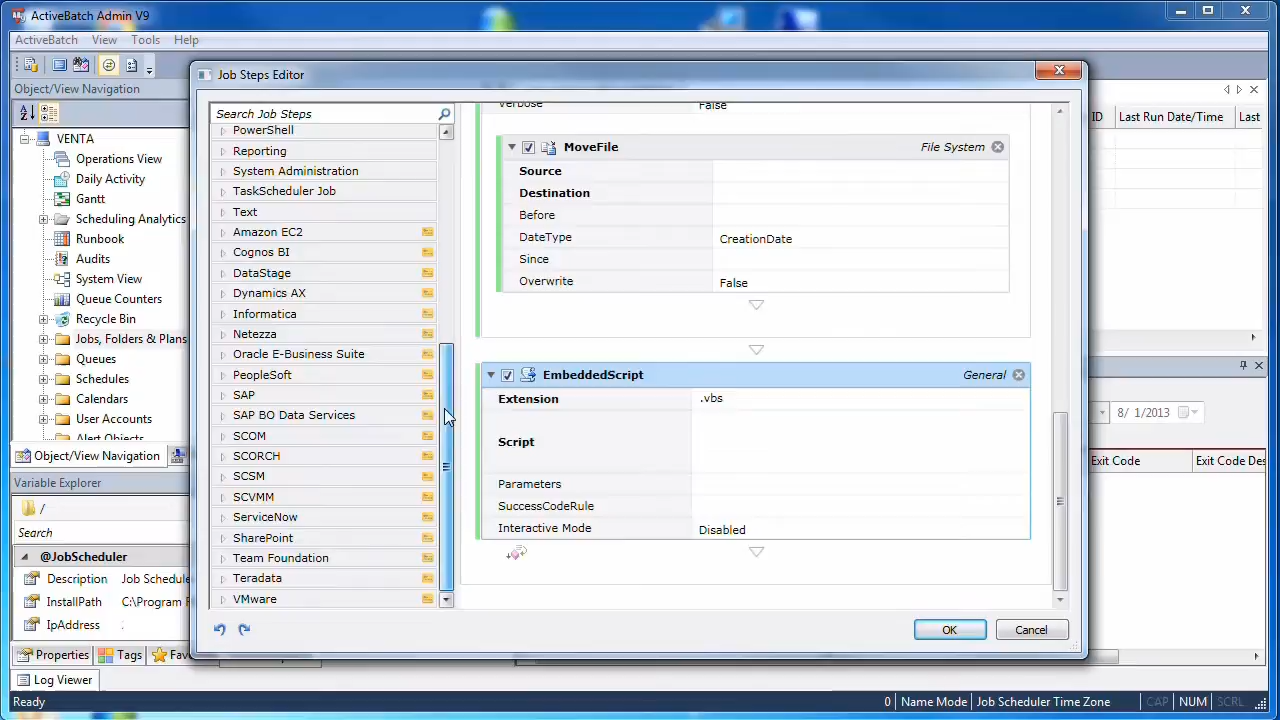 ActiveBatch Admin V9
ActiveBatch View Tools Help
Object/View Navigation
VENTA
Operations View
Daily Activity
Gantt
Scheduling Analytics
Runbook
Audits
System View
Queue Counters
Recycle Bin
Jobs, Folders & Plans
Queues
Schedules
Calendars
User Accounts
Alert Objects
Object/View Navigation
Variable Explorer
/
Search
@JobScheduler
Description Job Schedule
InstallPath C:\Program F
IpAddress
Properties Tags Fav
Log Viewer
Ready
Job Steps Editor
Search Job Steps
PowerShell
Reporting
System Administration
TaskScheduler Job
Text
Amazon EC2
Cognos BI
DataStage
Dynamics AX
Informatica
Netezza
Oracle E-Business Suite
PeopleSoft
SAP
SAP BO Data Services
SCOM
SCORCH
SCSM
SCVMM
ServiceNow
SharePoint
Team Foundation
Teradata
VMware
Verbose False
MoveFile File System
Source
Destination
Before
DateType CreationDate
Since
Overwrite False
EmbeddedScript General
Extension .vbs
Script
Parameters
SuccessCodeRule
Interactive Mode Disabled
OK Cancel
ID Last Run Date/Time Last
8/ 1/2013
Exit Code Exit Code Des
0 Name Mode Job Scheduler Time Zone CAP NUM SCRL